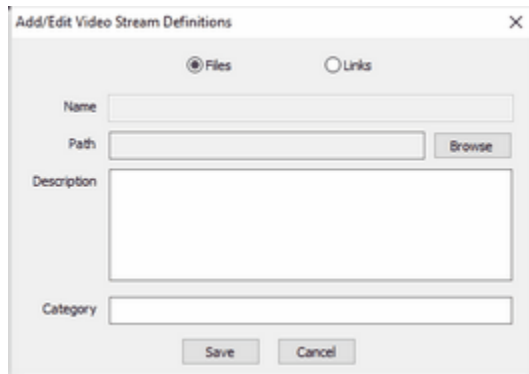 Add/Edit Video Stream Definitions
Files Links
Name
Path Browse
Description
Category
Save Cancel